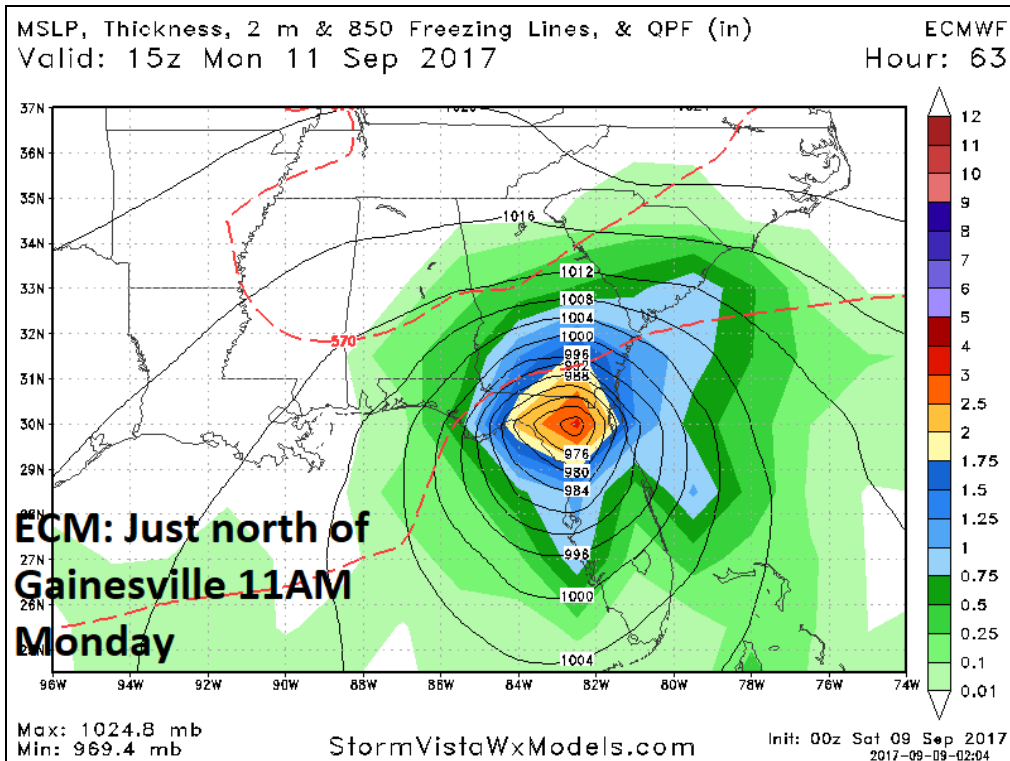 MSLP, Thickness, 2 m & 850 Freezing Lines, & QPF (in) ECMWF
Valid: 15z Mon 11 Sep 2017 Hour: 63
37N
36N
35N
34N
33N
32N
31N
30N
29N
28N
27N
26N
96W 94W 92W 90W 88W 86W 84W 82W 80W 78W 76W 74W
1016
1012
1008
1004
1000
996
992
988
570
976
980
984
996
1000
1004
ECM: Just north of
Gainesville 11AM
Monday
12
11
10
9
8
7
6
5
4
3
2.5
2
1.75
1.5
1.25
1
0.75
0.5
0.25
0.1
0.01
Max: 1024.8 mb
Min: 969.4 mb
StormVistaWxModels.com
Init: 00z Sat 09 Sep 2017
2017-09-09-02:04